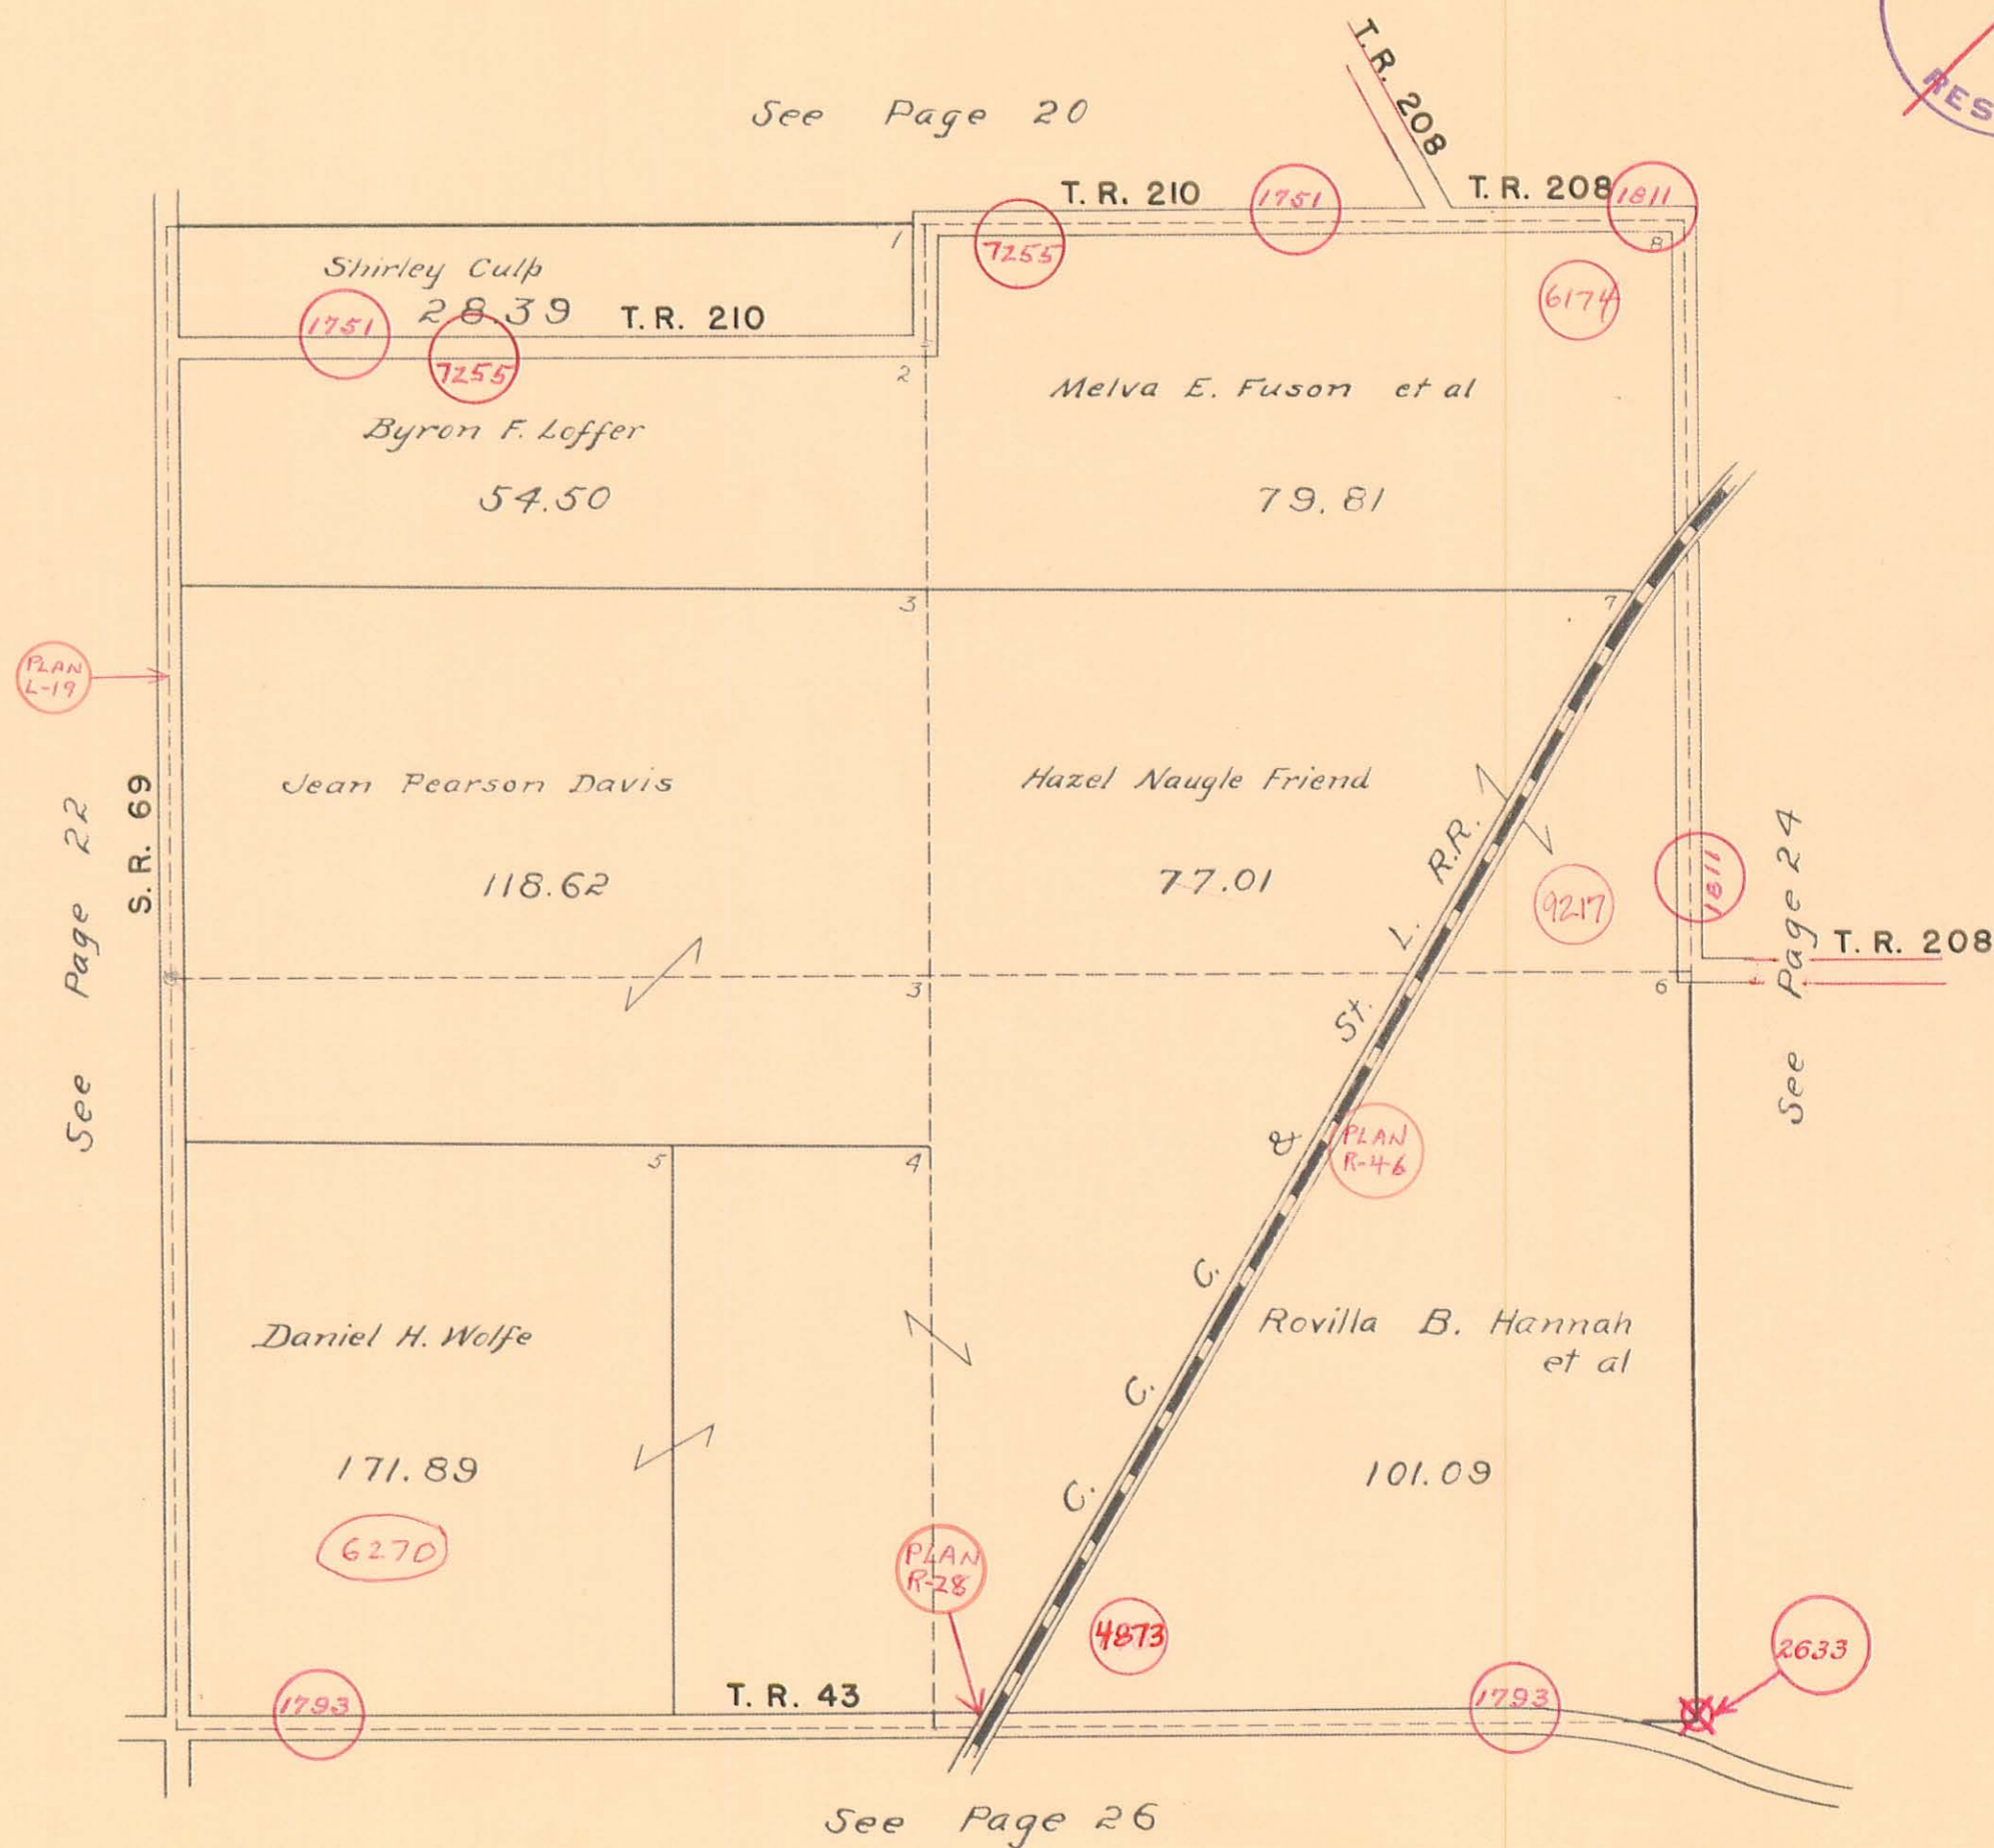 RES
See Page 20
T. R. 208
T. R. 210
1751
T. R. 208
1811
7255
1
8
Shirley Culp
28.39
T. R. 210
1751
7255
6174
2
Melva E. Fuson et al
79.81
Byron F. Loffer
54.50
3
7
PLAN
L-19
See Page 22
S. R. 69
Jean Pearson Davis
118.62
Hazel Naugle Friend
77.01
9217
1811
See Page 24
T. R. 208
3
6
C. C. C. & St. L. R.R.
PLAN
R-46
5
4
Daniel H. Wolfe
171.89
6270
Rovilla B. Hannah
et al
101.09
PLAN
R-28
4873
2633
1793
T. R. 43
1793
See Page 26